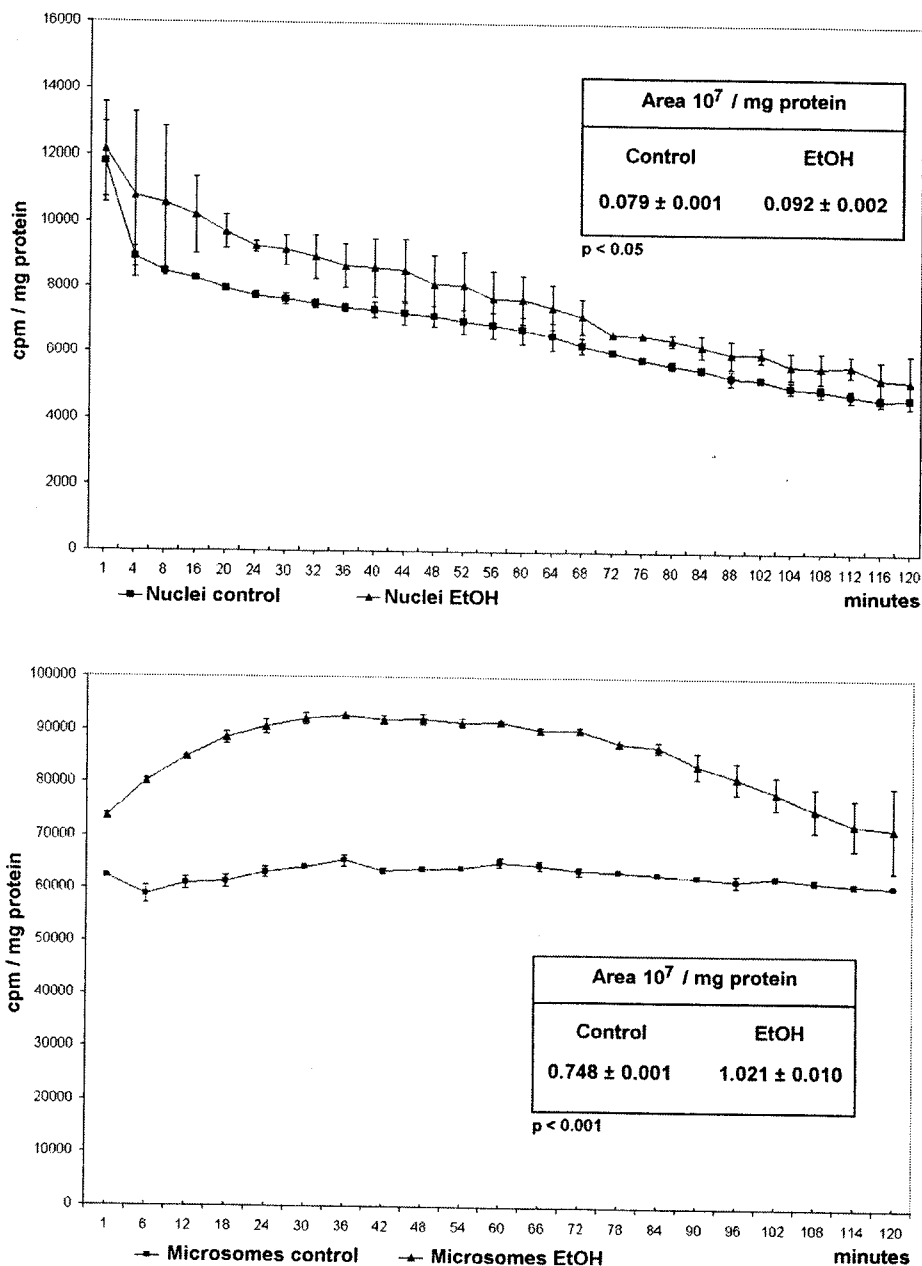 16000
14000
12000
10000
8000
6000
4000
2000
0
cpm / mg protein
Area 10⁷ / mg protein
Control EtOH
0.079 ± 0.001 0.092 ± 0.002
p < 0.05
1 4 8 16 20 24 30 32 36 40 44 48 52 56 60 64 68 72 76 80 84 88 102 104 108 112 116 120
Nuclei control Nuclei EtOH minutes
100000
90000
80000
70000
60000
50000
40000
30000
20000
10000
0
cpm / mg protein
Area 10⁷ / mg protein
Control EtOH
0.748 ± 0.001 1.021 ± 0.010
p < 0.001
1 6 12 18 24 30 36 42 48 54 60 66 72 78 84 90 96 102 108 114 120
Microsomes control Microsomes EtOH minutes